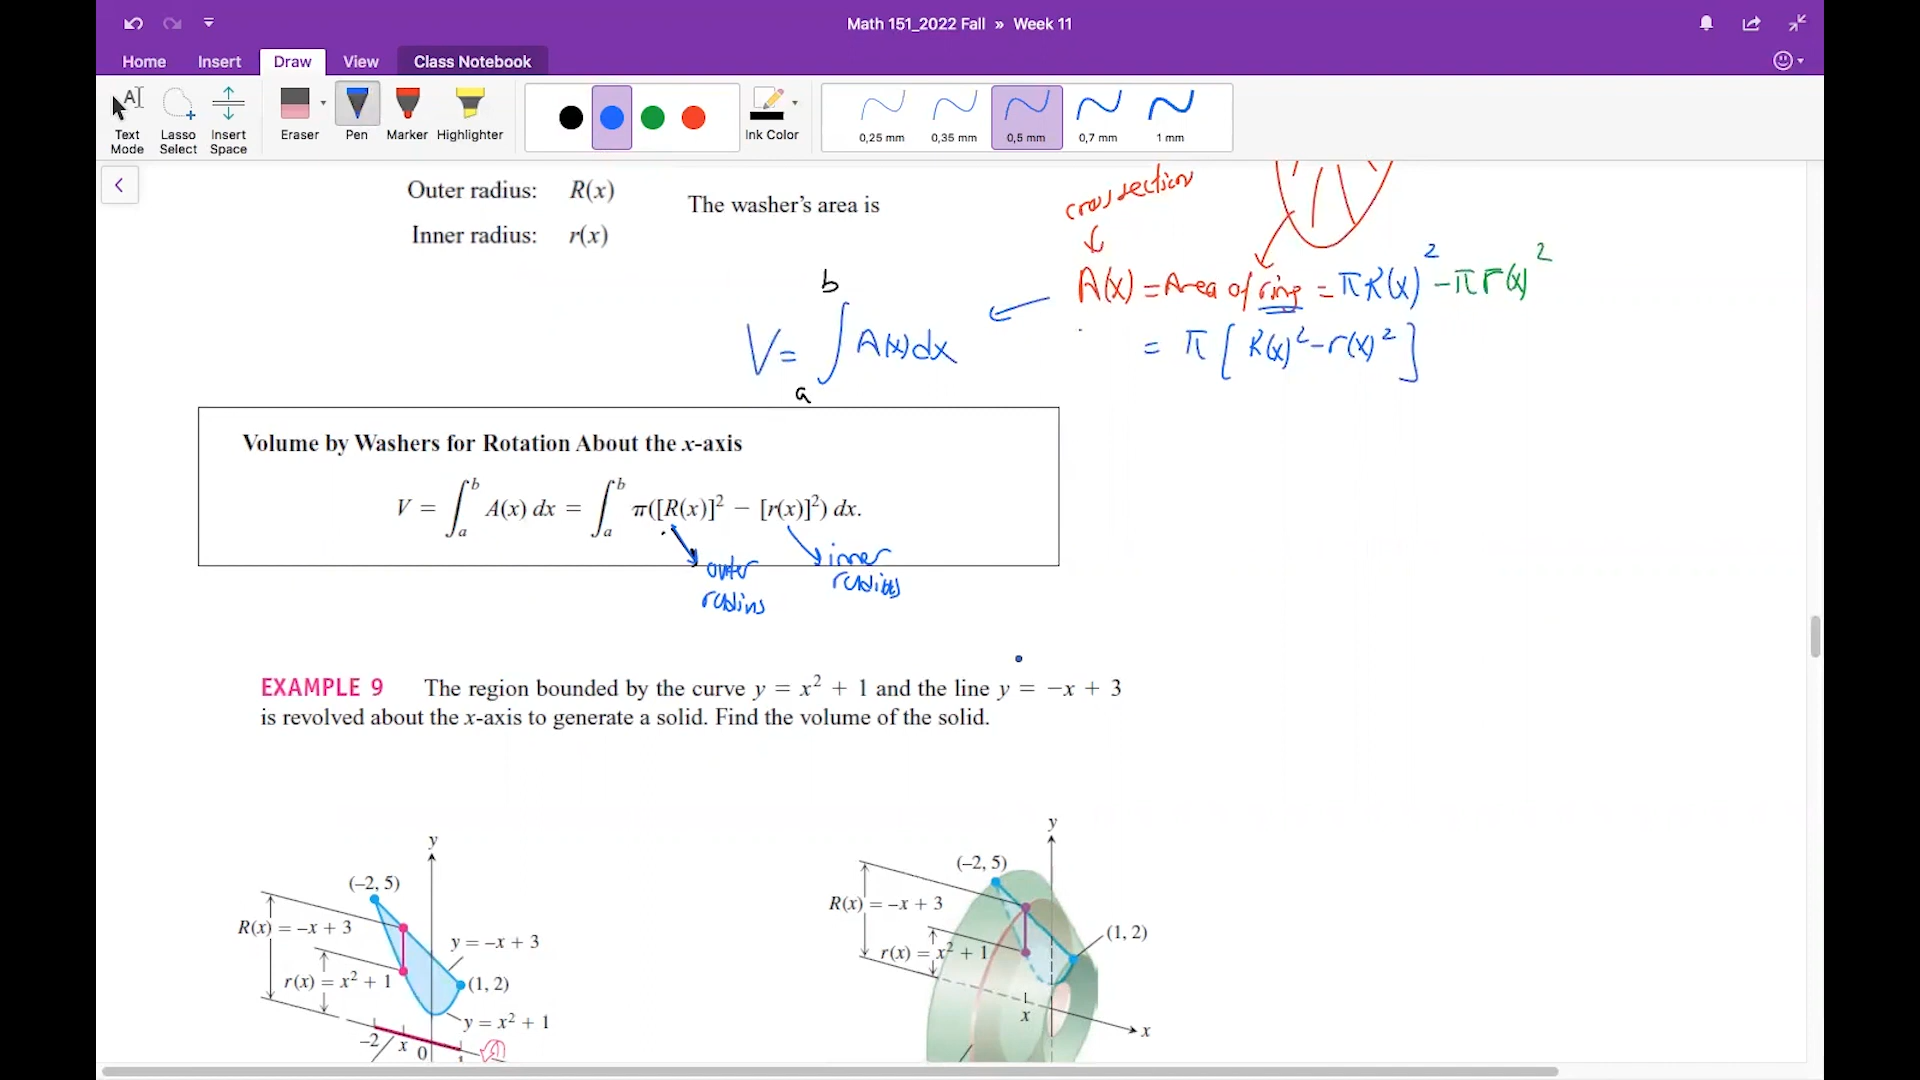 Math 151_2022 Fall » Week 11
Home Insert Draw View Class Notebook
Text Mode
Lasso Select
Insert Space
Eraser
Pen
Marker
Highlighter
Ink Color
0,25 mm
0,35 mm
0,5 mm
0,7 mm
1 mm
Outer radius: R(x)
Inner radius: r(x)
The washer's area is
cross section
A(x) = Area of ring = πR(x)² - πr(x)²
= π [ R(x)² - r(x)² ]
V = ∫ₐᵇ A(x) dx
Volume by Washers for Rotation About the x-axis
V = ∫ₐᵇ A(x) dx = ∫ₐᵇ π([R(x)]² − [r(x)]²) dx.
outer radius
inner radius
EXAMPLE 9 The region bounded by the curve y = x² + 1 and the line y = −x + 3
is revolved about the x-axis to generate a solid. Find the volume of the solid.
y
(−2, 5)
R(x) = −x + 3
y = −x + 3
r(x) = x² + 1
(1, 2)
y = x² + 1
−2 x 0 1
y
(−2, 5)
R(x) = −x + 3
(1, 2)
r(x) = x² + 1
x
x